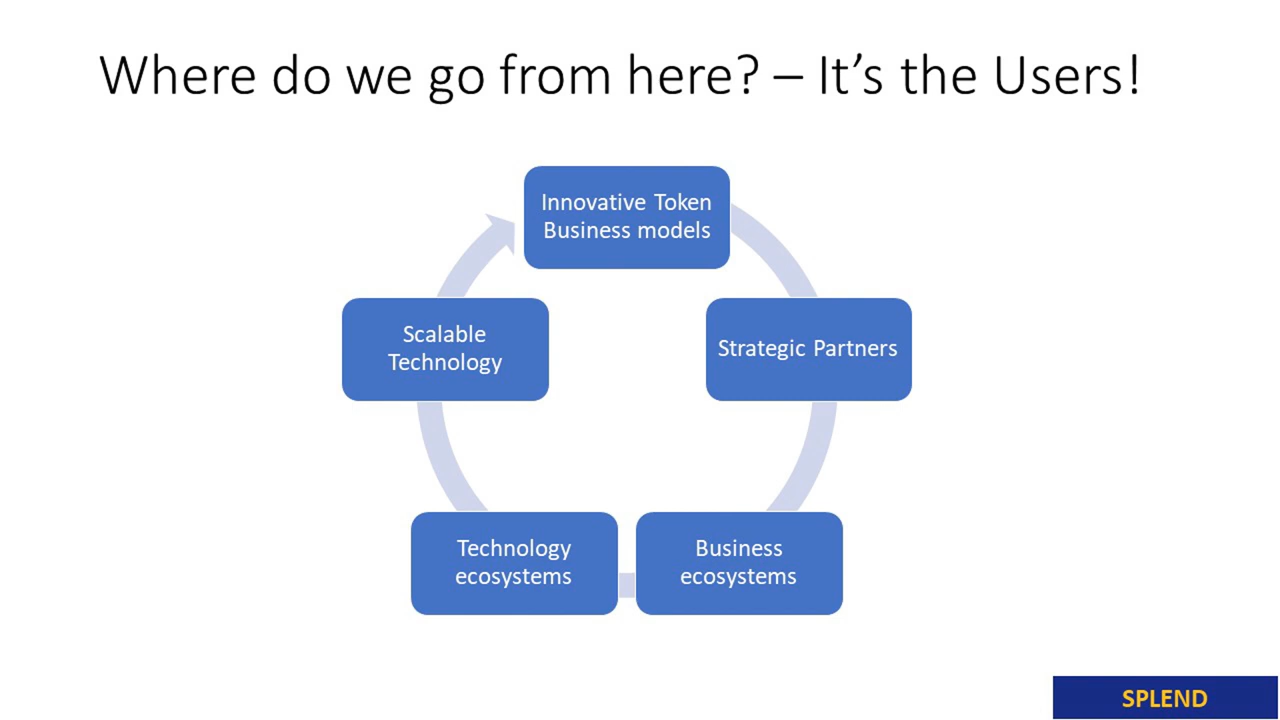 Where do we go from here? – It’s the Users!
Innovative Token
Business models
Strategic Partners
Business
ecosystems
Technology
ecosystems
Scalable
Technology
SPLEND